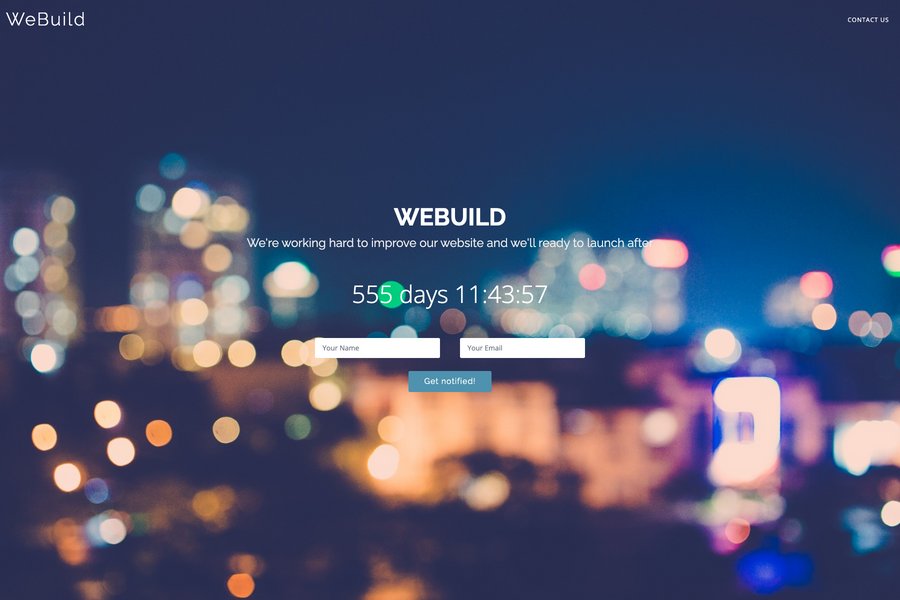 WeBuild
CONTACT US
WEBUILD
We're working hard to improve our website and we'll ready to launch after
555 days 11:43:57
Your Name
Your Email
Get notified!